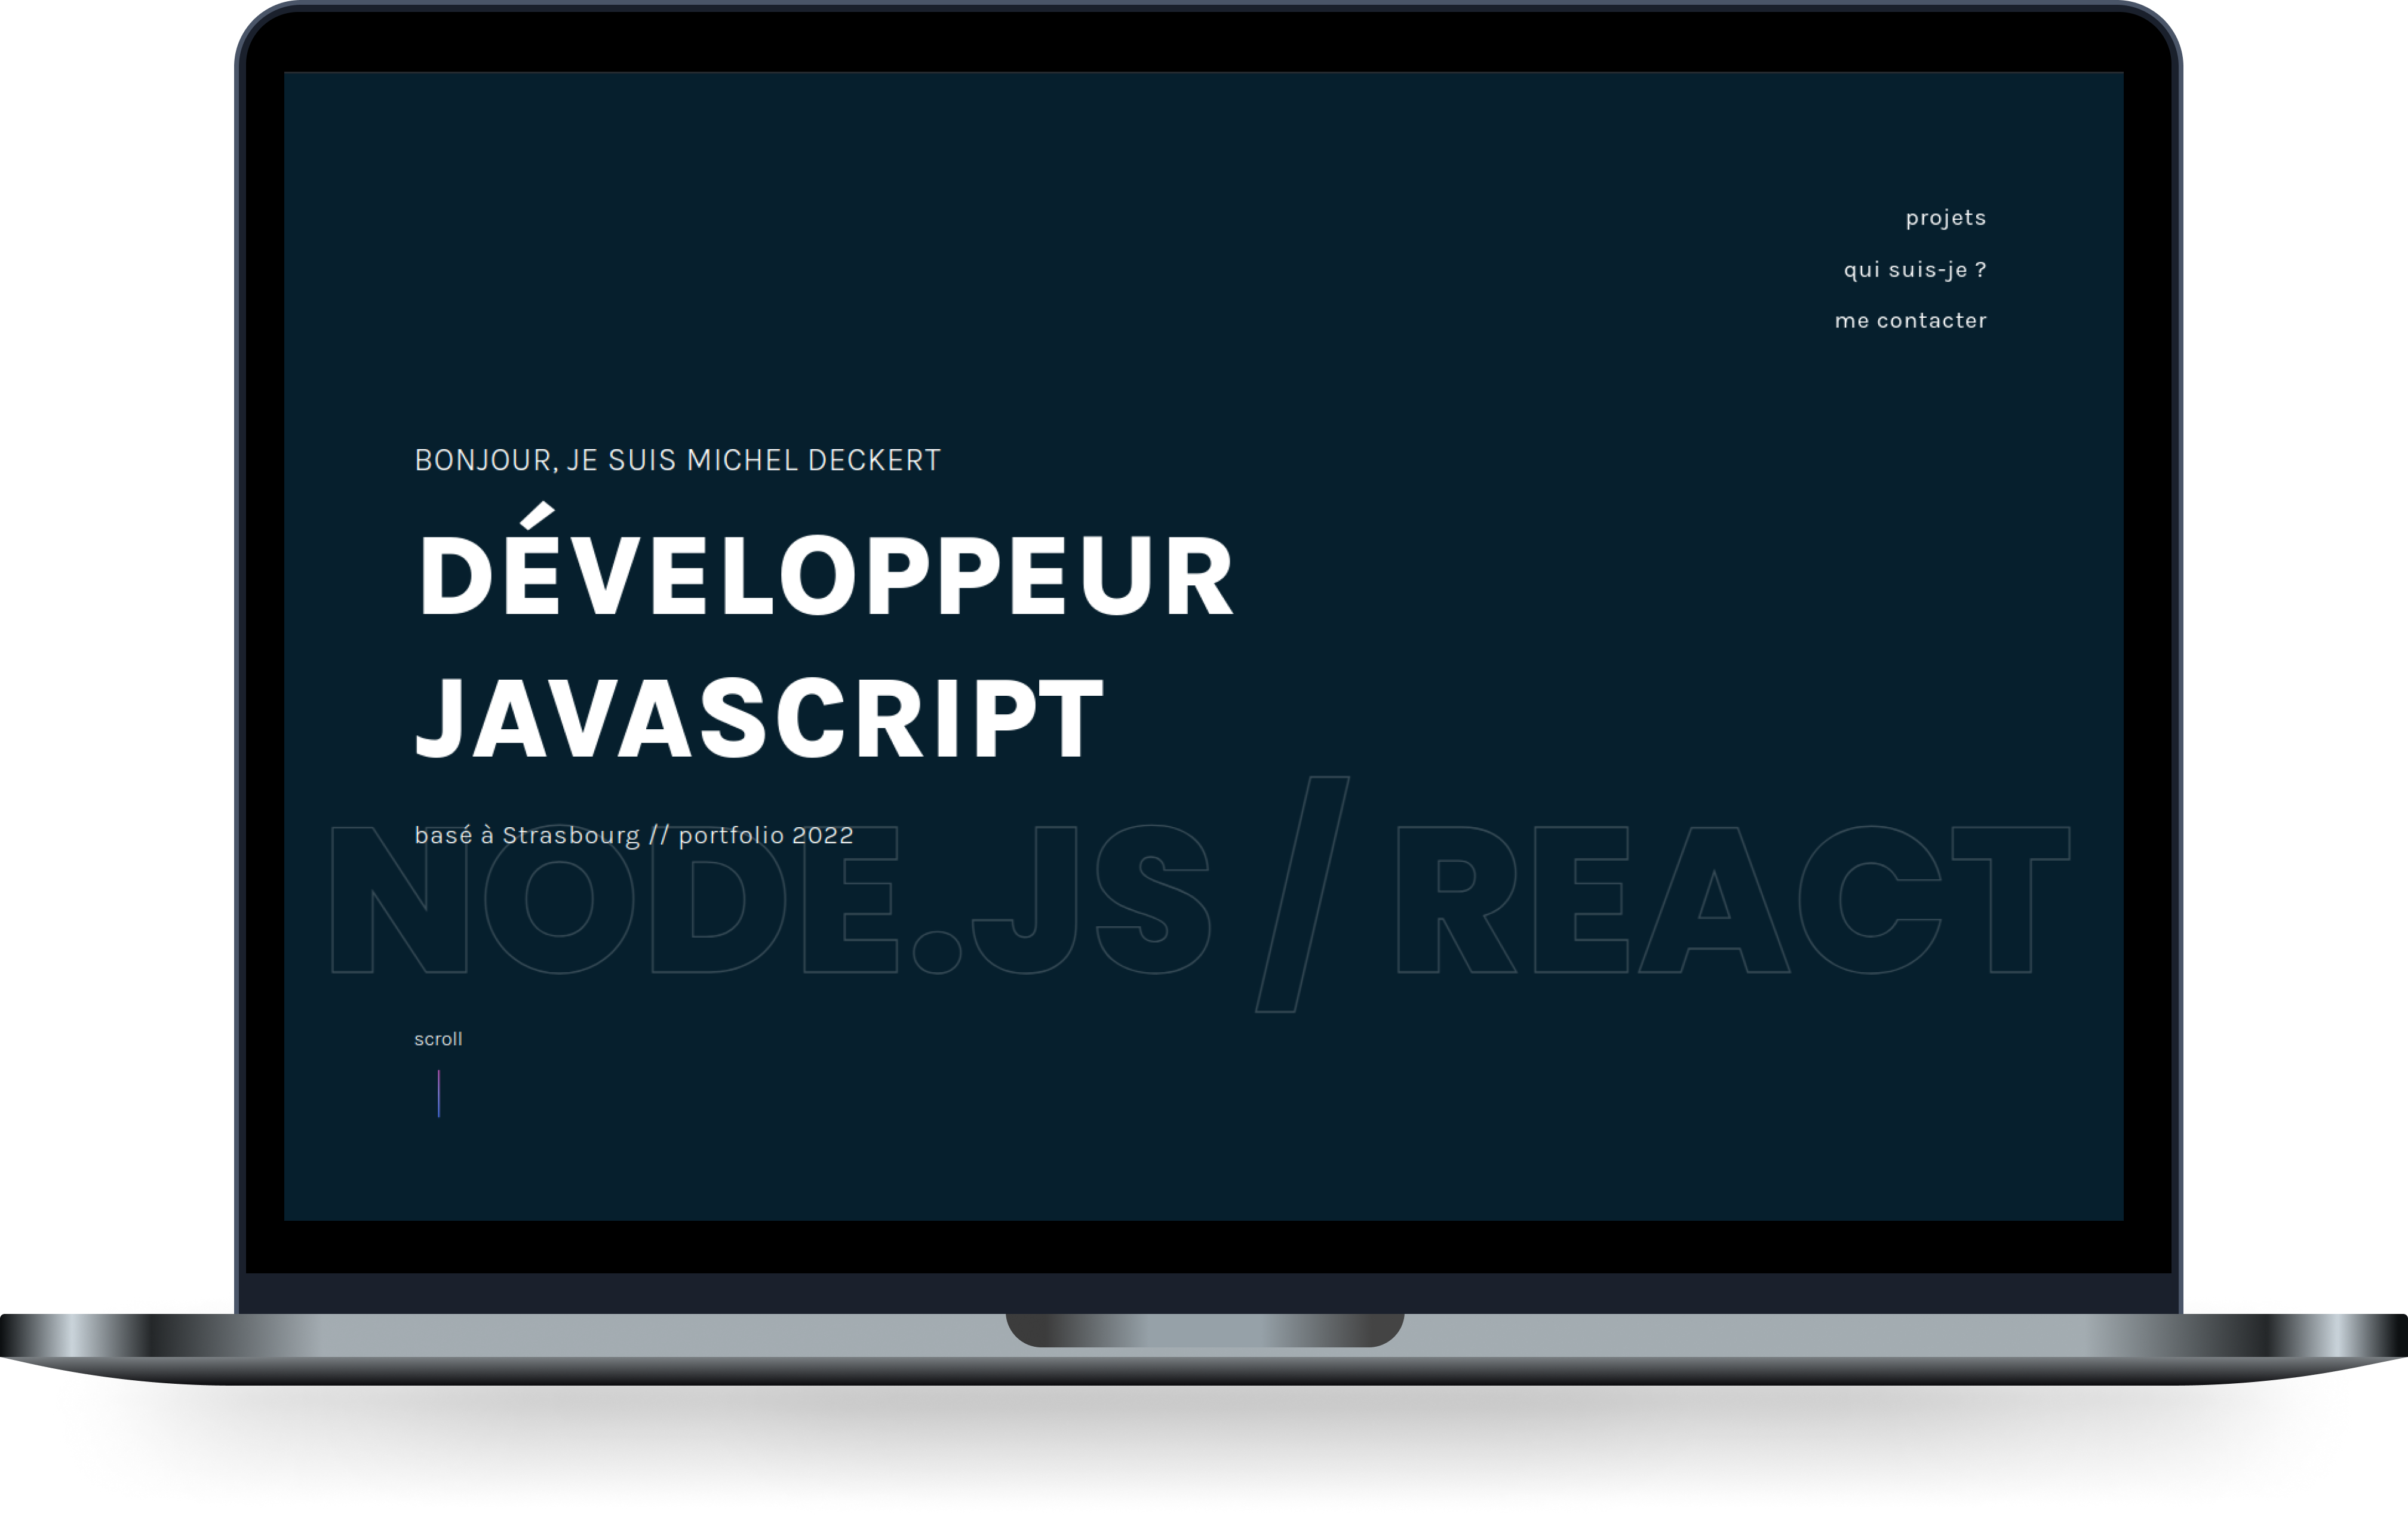 projets
qui suis-je ?
me contacter
BONJOUR, JE SUIS MICHEL DECKERT
DÉVELOPPEUR
JAVASCRIPT
basé à Strasbourg // portfolio 2022
NODE.JS / REACT
scroll